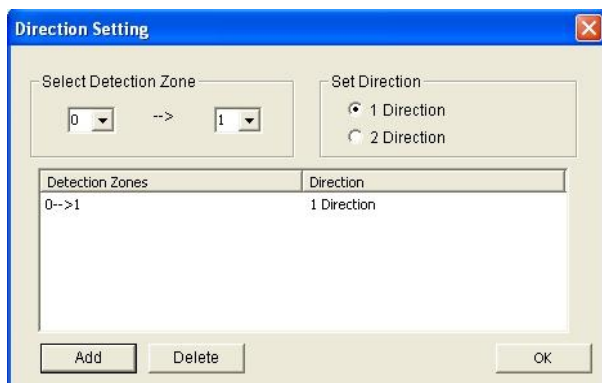 Direction Setting
Select Detection Zone
0 --> 1
Set Direction
1 Direction
2 Direction
Detection Zones Direction
0-->1 1 Direction
Add Delete OK